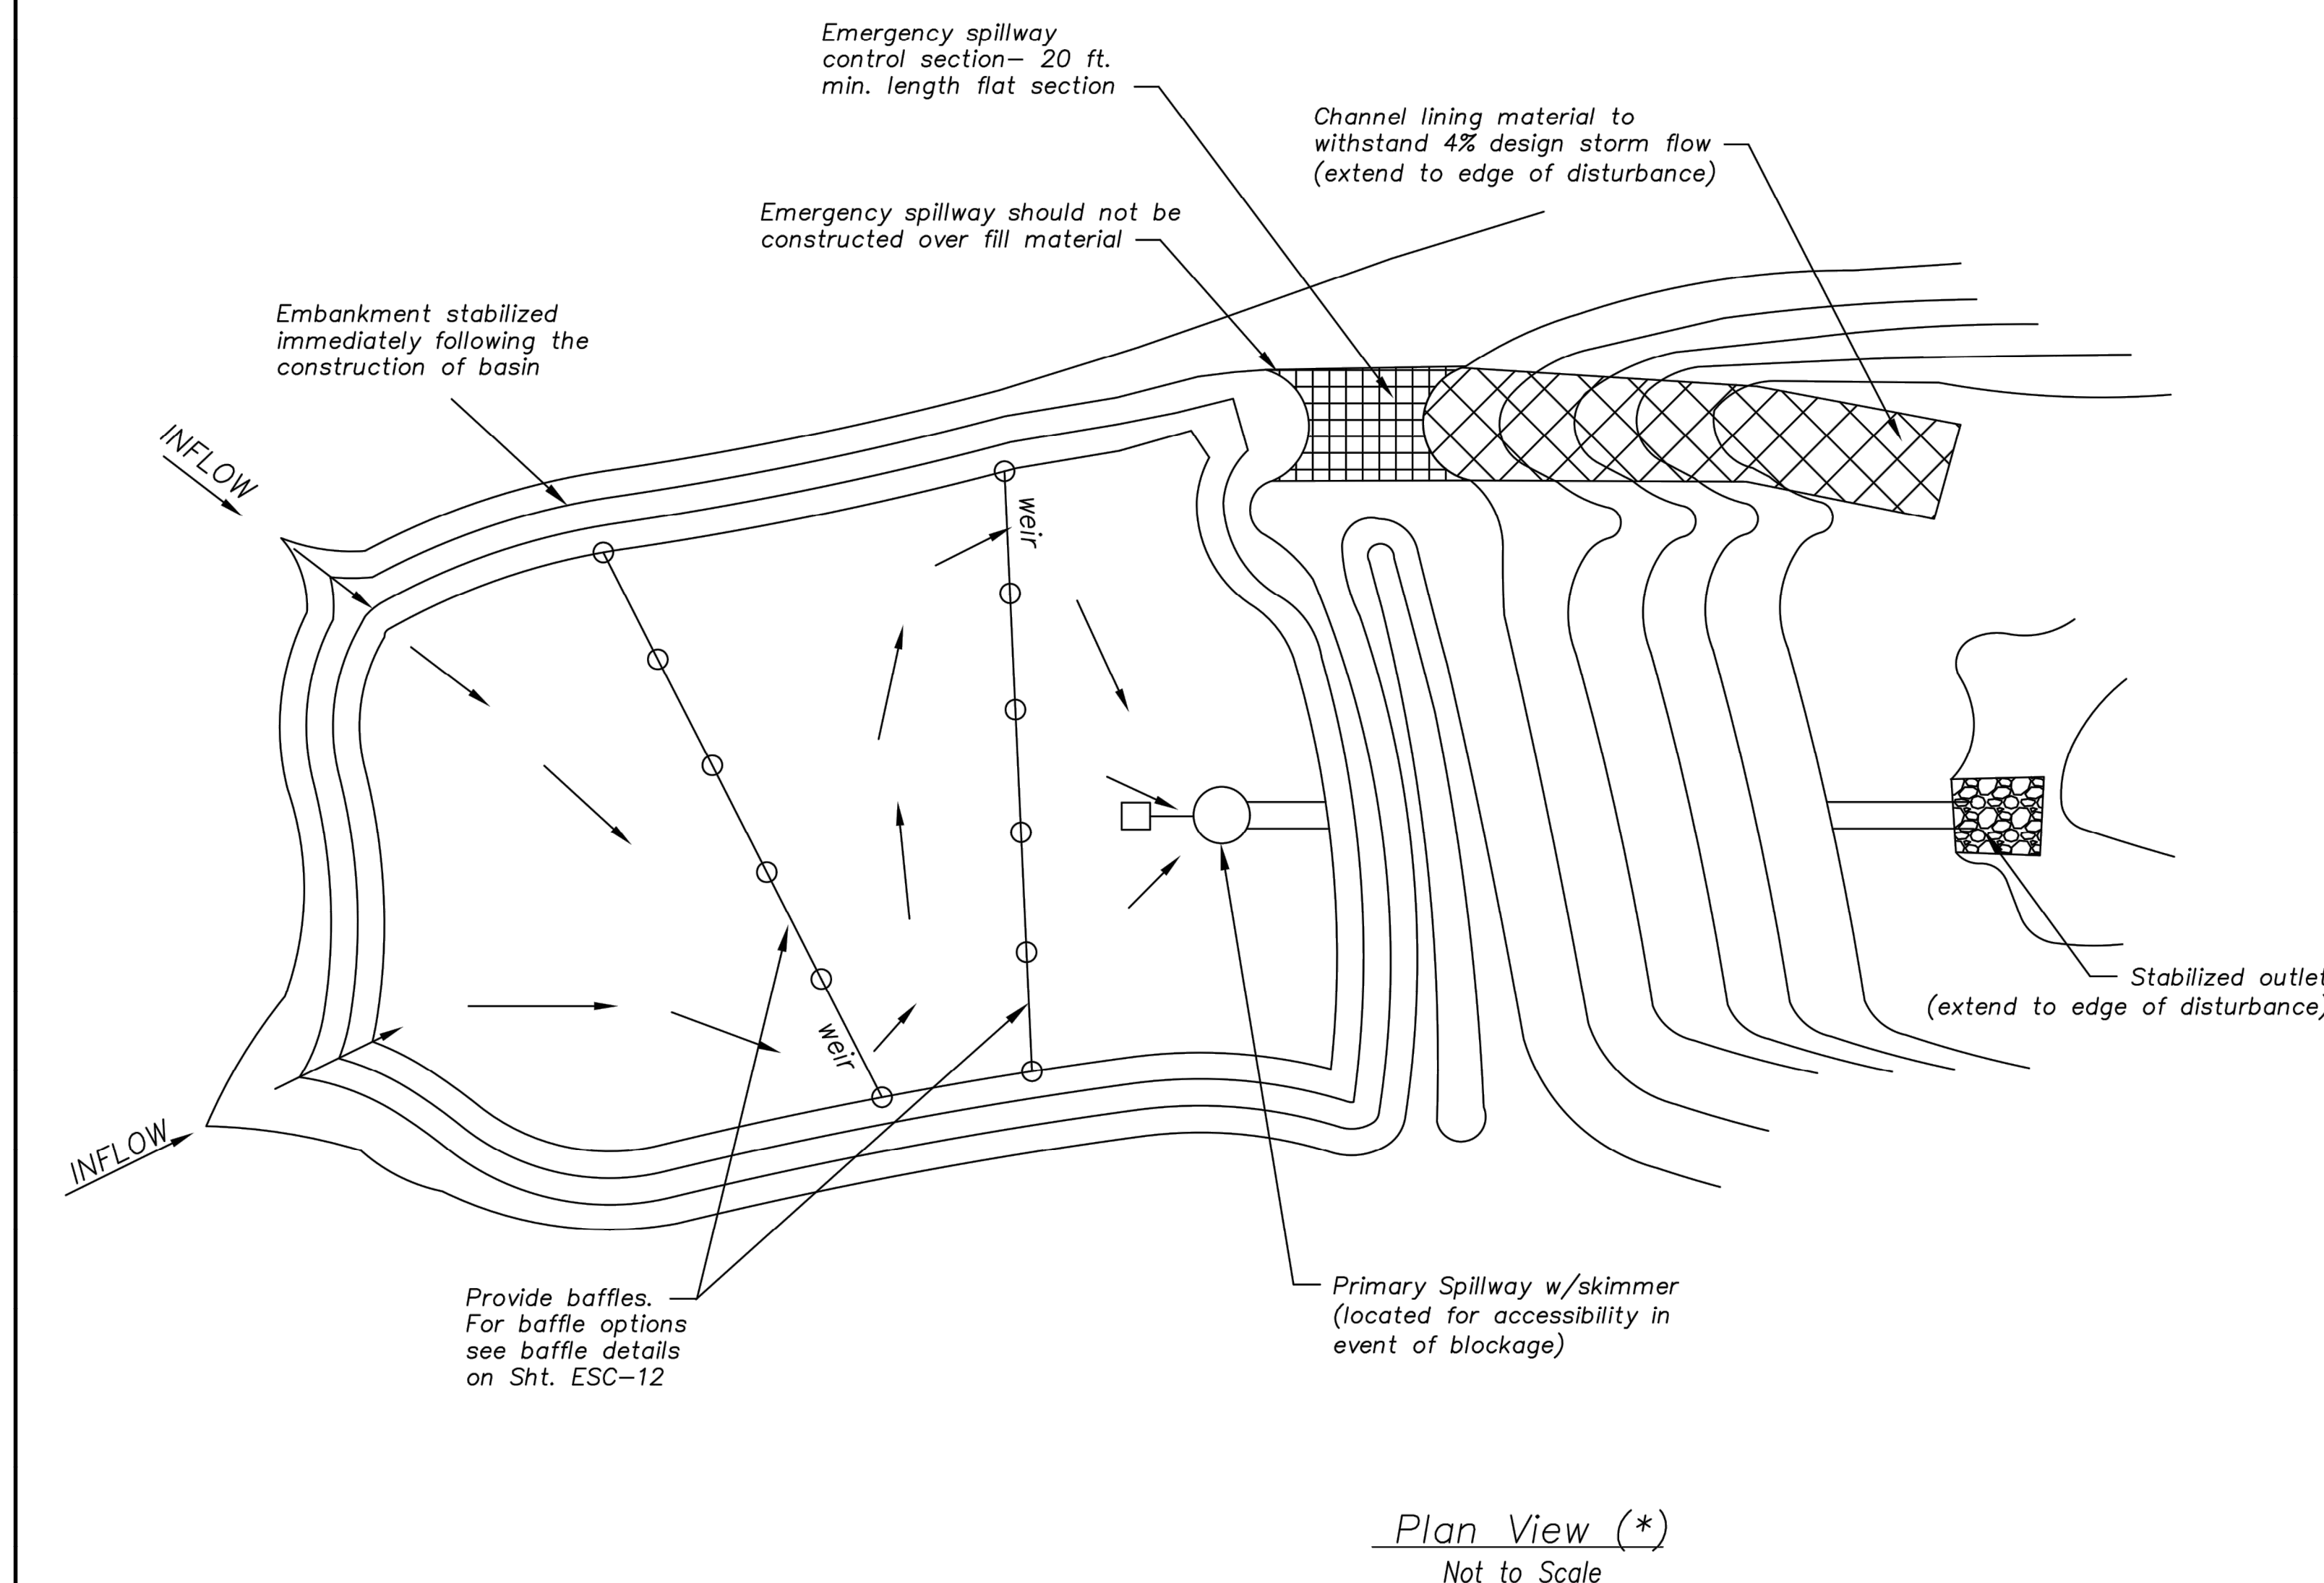 Emergency spillway
control section– 20 ft.
min. length flat section
Channel lining material to
withstand 4% design storm flow
(extend to edge of disturbance)
Emergency spillway should not be
constructed over fill material
Embankment stabilized
immediately following the
construction of basin
INFLOW
weir
weir
INFLOW
Stabilized outlet
(extend to edge of disturbance)
Primary Spillway w/skimmer
(located for accessibility in
event of blockage)
Provide baffles.
For baffle options
see baffle details
on Sht. ESC–12
Plan View (*)
Not to Scale